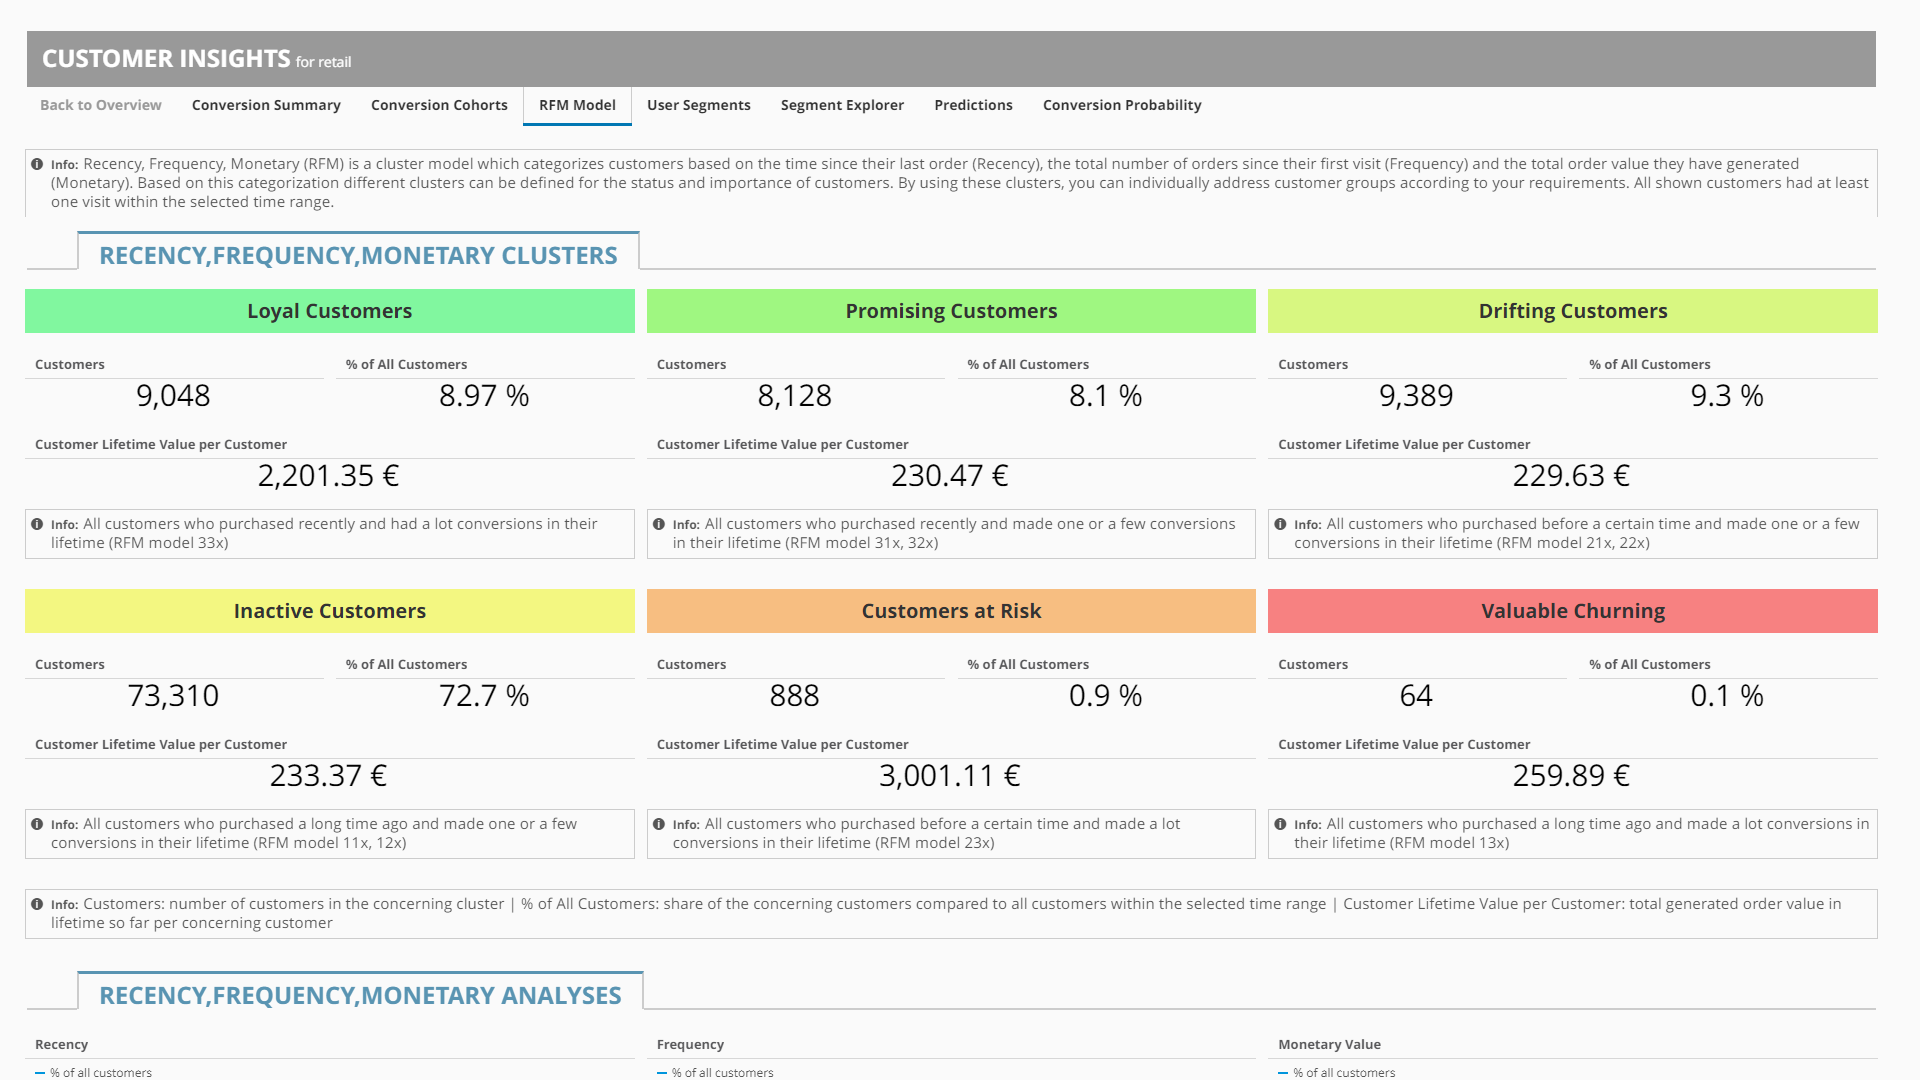 CUSTOMER INSIGHTS for retail
Back to Overview Conversion Summary Conversion Cohorts RFM Model User Segments Segment Explorer Predictions Conversion Probability
Info: Recency, Frequency, Monetary (RFM) is a cluster model which categorizes customers based on the time since their last order (Recency), the total number of orders since their first visit (Frequency) and the total order value they have generated
(Monetary). Based on this categorization different clusters can be defined for the status and importance of customers. By using these clusters, you can individually address customer groups according to your requirements. All shown customers had at least
one visit within the selected time range.
RECENCY,FREQUENCY,MONETARY CLUSTERS
Loyal Customers
Customers
9,048
% of All Customers
8.97 %
Customer Lifetime Value per Customer
2,201.35 €
Info: All customers who purchased recently and had a lot conversions in their
lifetime (RFM model 33x)
Promising Customers
Customers
8,128
% of All Customers
8.1 %
Customer Lifetime Value per Customer
230.47 €
Info: All customers who purchased recently and made one or a few conversions
in their lifetime (RFM model 31x, 32x)
Drifting Customers
Customers
9,389
% of All Customers
9.3 %
Customer Lifetime Value per Customer
229.63 €
Info: All customers who purchased before a certain time and made one or a few
conversions in their lifetime (RFM model 21x, 22x)
Inactive Customers
Customers
73,310
% of All Customers
72.7 %
Customer Lifetime Value per Customer
233.37 €
Info: All customers who purchased a long time ago and made one or a few
conversions in their lifetime (RFM model 11x, 12x)
Customers at Risk
Customers
888
% of All Customers
0.9 %
Customer Lifetime Value per Customer
3,001.11 €
Info: All customers who purchased before a certain time and made a lot
conversions in their lifetime (RFM model 23x)
Valuable Churning
Customers
64
% of All Customers
0.1 %
Customer Lifetime Value per Customer
259.89 €
Info: All customers who purchased a long time ago and made a lot conversions in
their lifetime (RFM model 13x)
Info: Customers: number of customers in the concerning cluster | % of All Customers: share of the concerning customers compared to all customers within the selected time range | Customer Lifetime Value per Customer: total generated order value in
lifetime so far per concerning customer
RECENCY,FREQUENCY,MONETARY ANALYSES
Recency
% of all customers
Frequency
% of all customers
Monetary Value
% of all customers